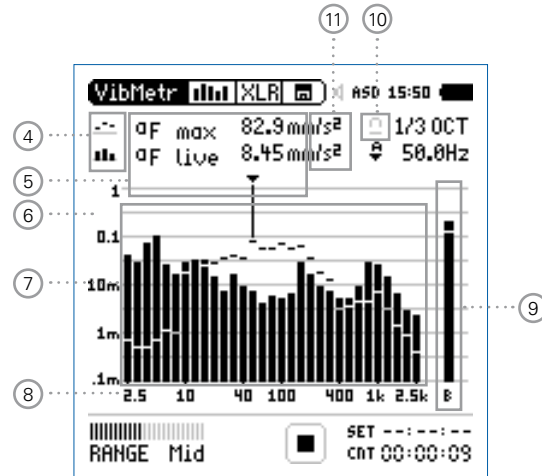 11 10
VibMetr XLR ASD 15:50
4
aF max 82.9mm/s² 1/3 OCT
aF live 8.45mm/s² 50.0Hz
5
1
6
0.1
7 10m
9
1m
.1m
8 2.5 10 40 100 400 1k 2.5k B
SET --:--:--
RANGE Mid CNT 00:00:09